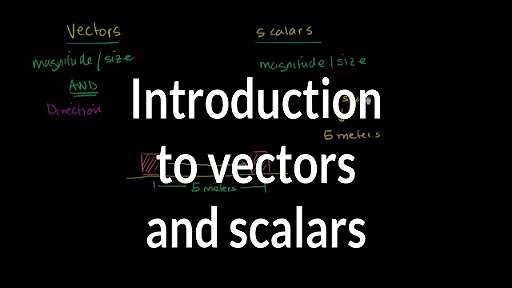 Vectors
scalars
magnitude/size
magnitude/size
AND
Direction
5 meters
5 meters
Introduction
to vectors
and scalars